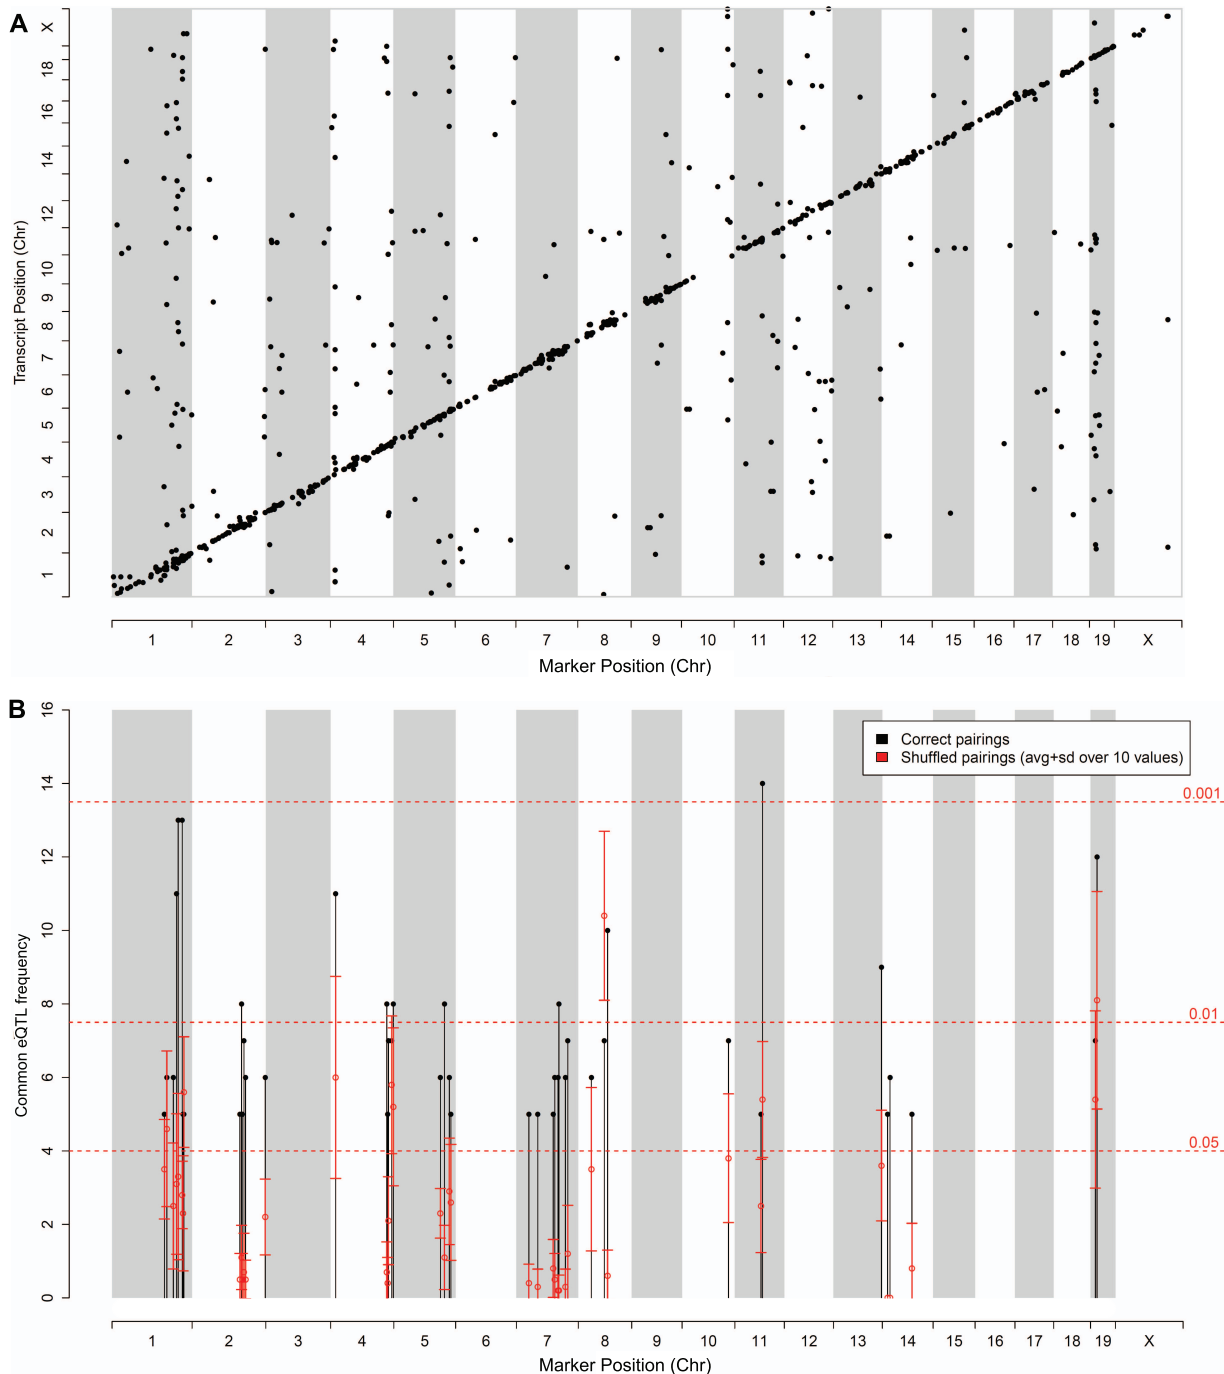 A
X
18
16
14
12
10
9
8
7
6
5
4
3
2
1
Transcript Position (Chr)
1 2 3 4 5 6 7 8 9 10 11 12 13 14 15 16 17 18 19 X
Marker Position (Chr)
B
16
14
12
10
8
6
4
2
0
Common eQTL frequency
Correct pairings
Shuffled pairings (avg+sd over 10 values)
0.001
0.01
0.05
1 2 3 4 5 6 7 8 9 10 11 12 13 14 15 16 17 18 19 X
Marker Position (Chr)